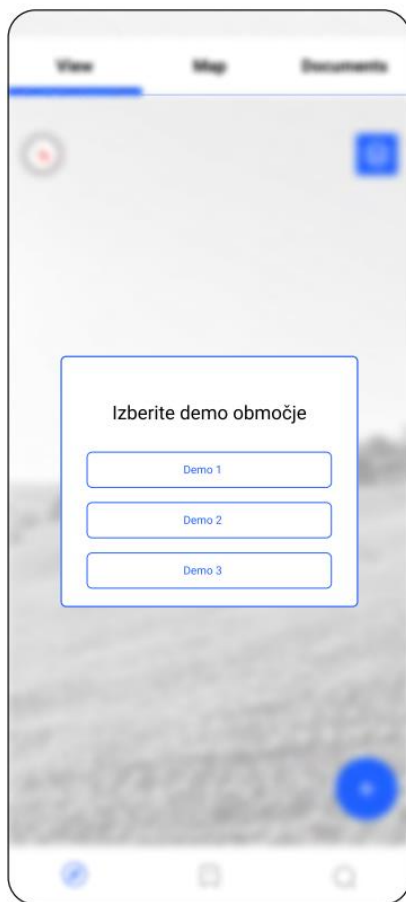 View Map Documents
Izberite demo območje
Demo 1
Demo 2
Demo 3